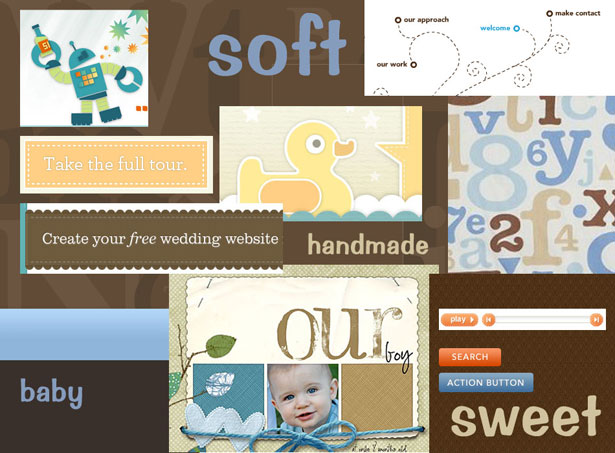 soft
our approach
welcome
make contact
our work
Take the full tour.
Create your free wedding website
handmade
our
boy
play
SEARCH
ACTION BUTTON
baby
sweet